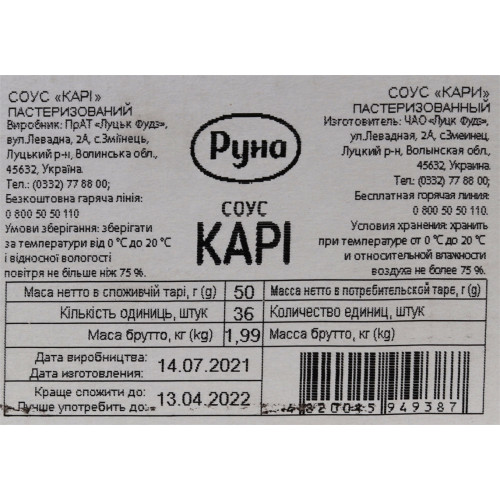 СОУС «КАРІ»
ПАСТЕРИЗОВАНИЙ
Виробник: ПрАТ «Луцьк Фудз»,
вул.Левадна, 2А, с.Зміїнець,
Луцький р-н, Волинська обл.,
45632, Україна.
Тел.: (0332) 77 88 00;
Безкоштовна гаряча лінія:
0 800 50 50 110.
Умови зберігання: зберігати
за температури від 0 °С до 20 °С
і відносної вологості
повітря не більше ніж 75 %.
Руна
СОУС
КАРІ
СОУС «КАРИ»
ПАСТЕРИЗОВАННЫЙ
Изготовитель: ЧАО «Луцк Фудз»,
ул.Левадная, 2А, с.Змеинец,
Луцкий р-н, Волынская обл.,
45632, Украина.
Тел.: (0332) 77 88 00;
Бесплатная горячая линия:
0 800 50 50 110.
Условия хранения: хранить
при температуре от 0 °С до 20 °С
и относительной влажности
воздуха не более 75 %.
Маса нетто в споживчій тарі, г (g) 50 Масса нетто в потребительской таре, г (g)
Кількість одиниць, штук 36 Количество единиц, штук
Маса брутто, кг (kg) 1,99 Масса брутто, кг (kg)
Дата виробництва:
Дата изготовления: 14.07.2021
Краще спожити до:
Лучше употребить до: 13.04.2022
4 820045 949387